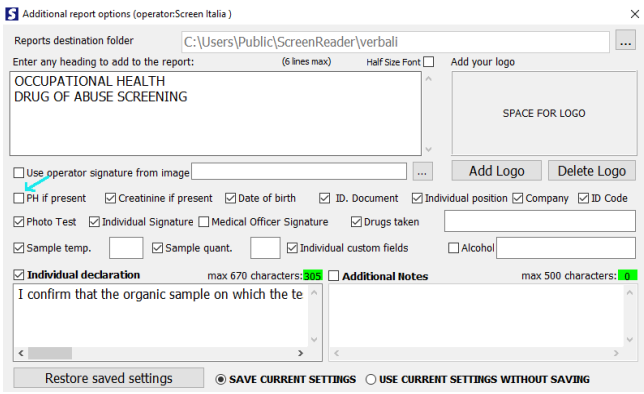 S Additional report options (operator:Screen Italia )
Reports destination folder C:\Users\Public\ScreenReader\verbali ...
Enter any heading to add to the report: (6 lines max) Half Size Font Add your logo
OCCUPATIONAL HEALTH
DRUG OF ABUSE SCREENING
SPACE FOR LOGO
Use operator signature from image ... Add Logo Delete Logo
PH if present Creatinine if present Date of birth ID. Document Individual position Company ID Code
Photo Test Individual Signature Medical Officer Signature Drugs taken
Sample temp. Sample quant. Individual custom fields Alcohol
Individual declaration max 670 characters: 305 Additional Notes max 500 characters: 0
I confirm that the organic sample on which the te
Restore saved settings SAVE CURRENT SETTINGS USE CURRENT SETTINGS WITHOUT SAVING